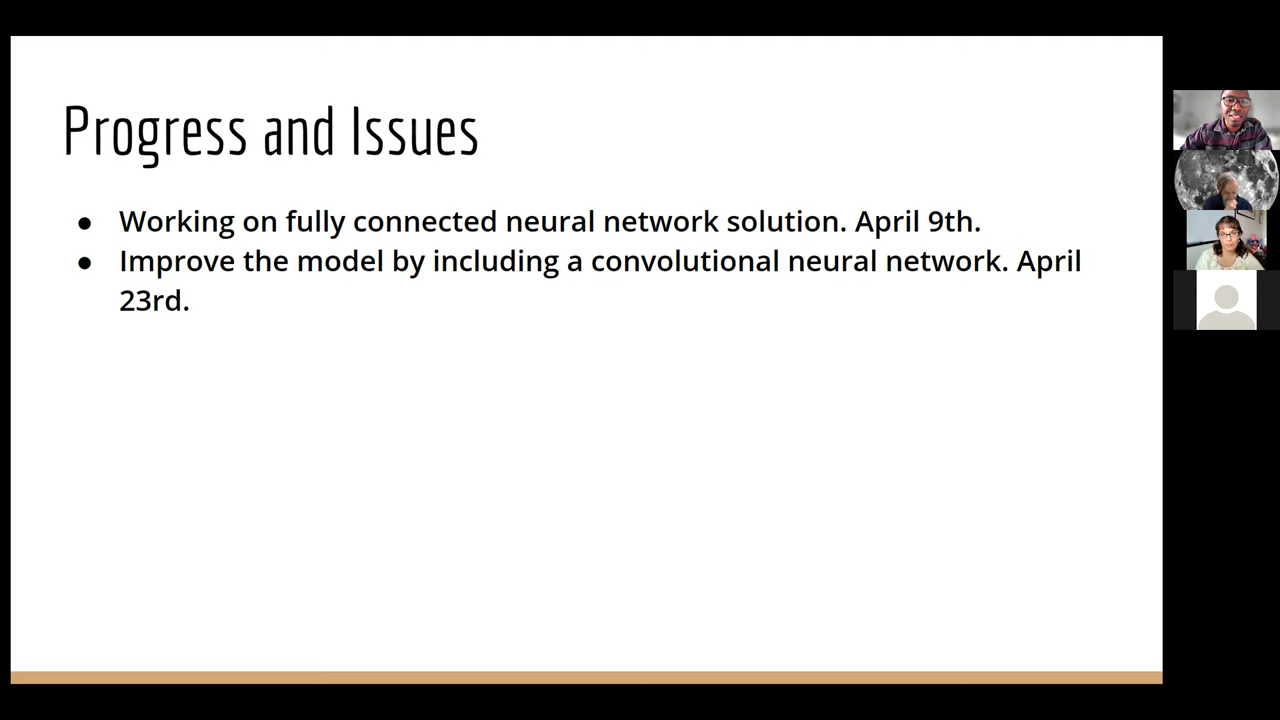 Progress and Issues
● Working on fully connected neural network solution. April 9th.
● Improve the model by including a convolutional neural network. April
23rd.